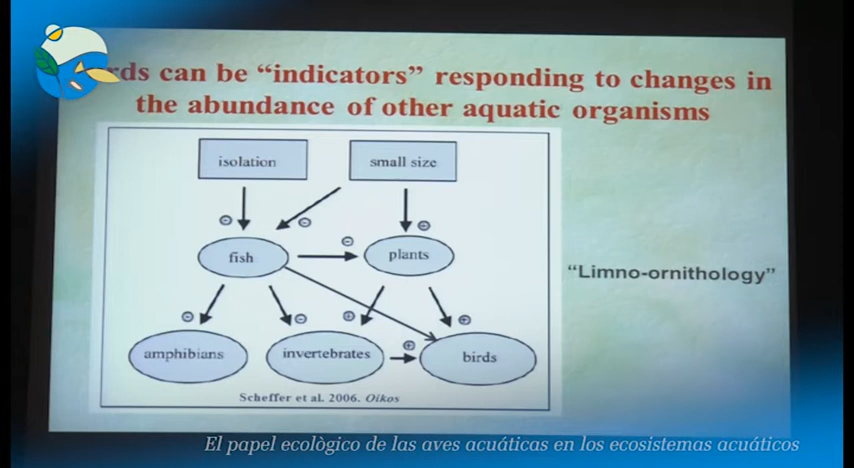 rds can be “indicators” responding to changes in
the abundance of other aquatic organisms
isolation
small size
fish
plants
“Limno-ornithology”
amphibians
invertebrates
birds
Scheffer et al. 2006. Oikos
El papel ecològico de las aves acuáticas en los ecosistemas acuáticos